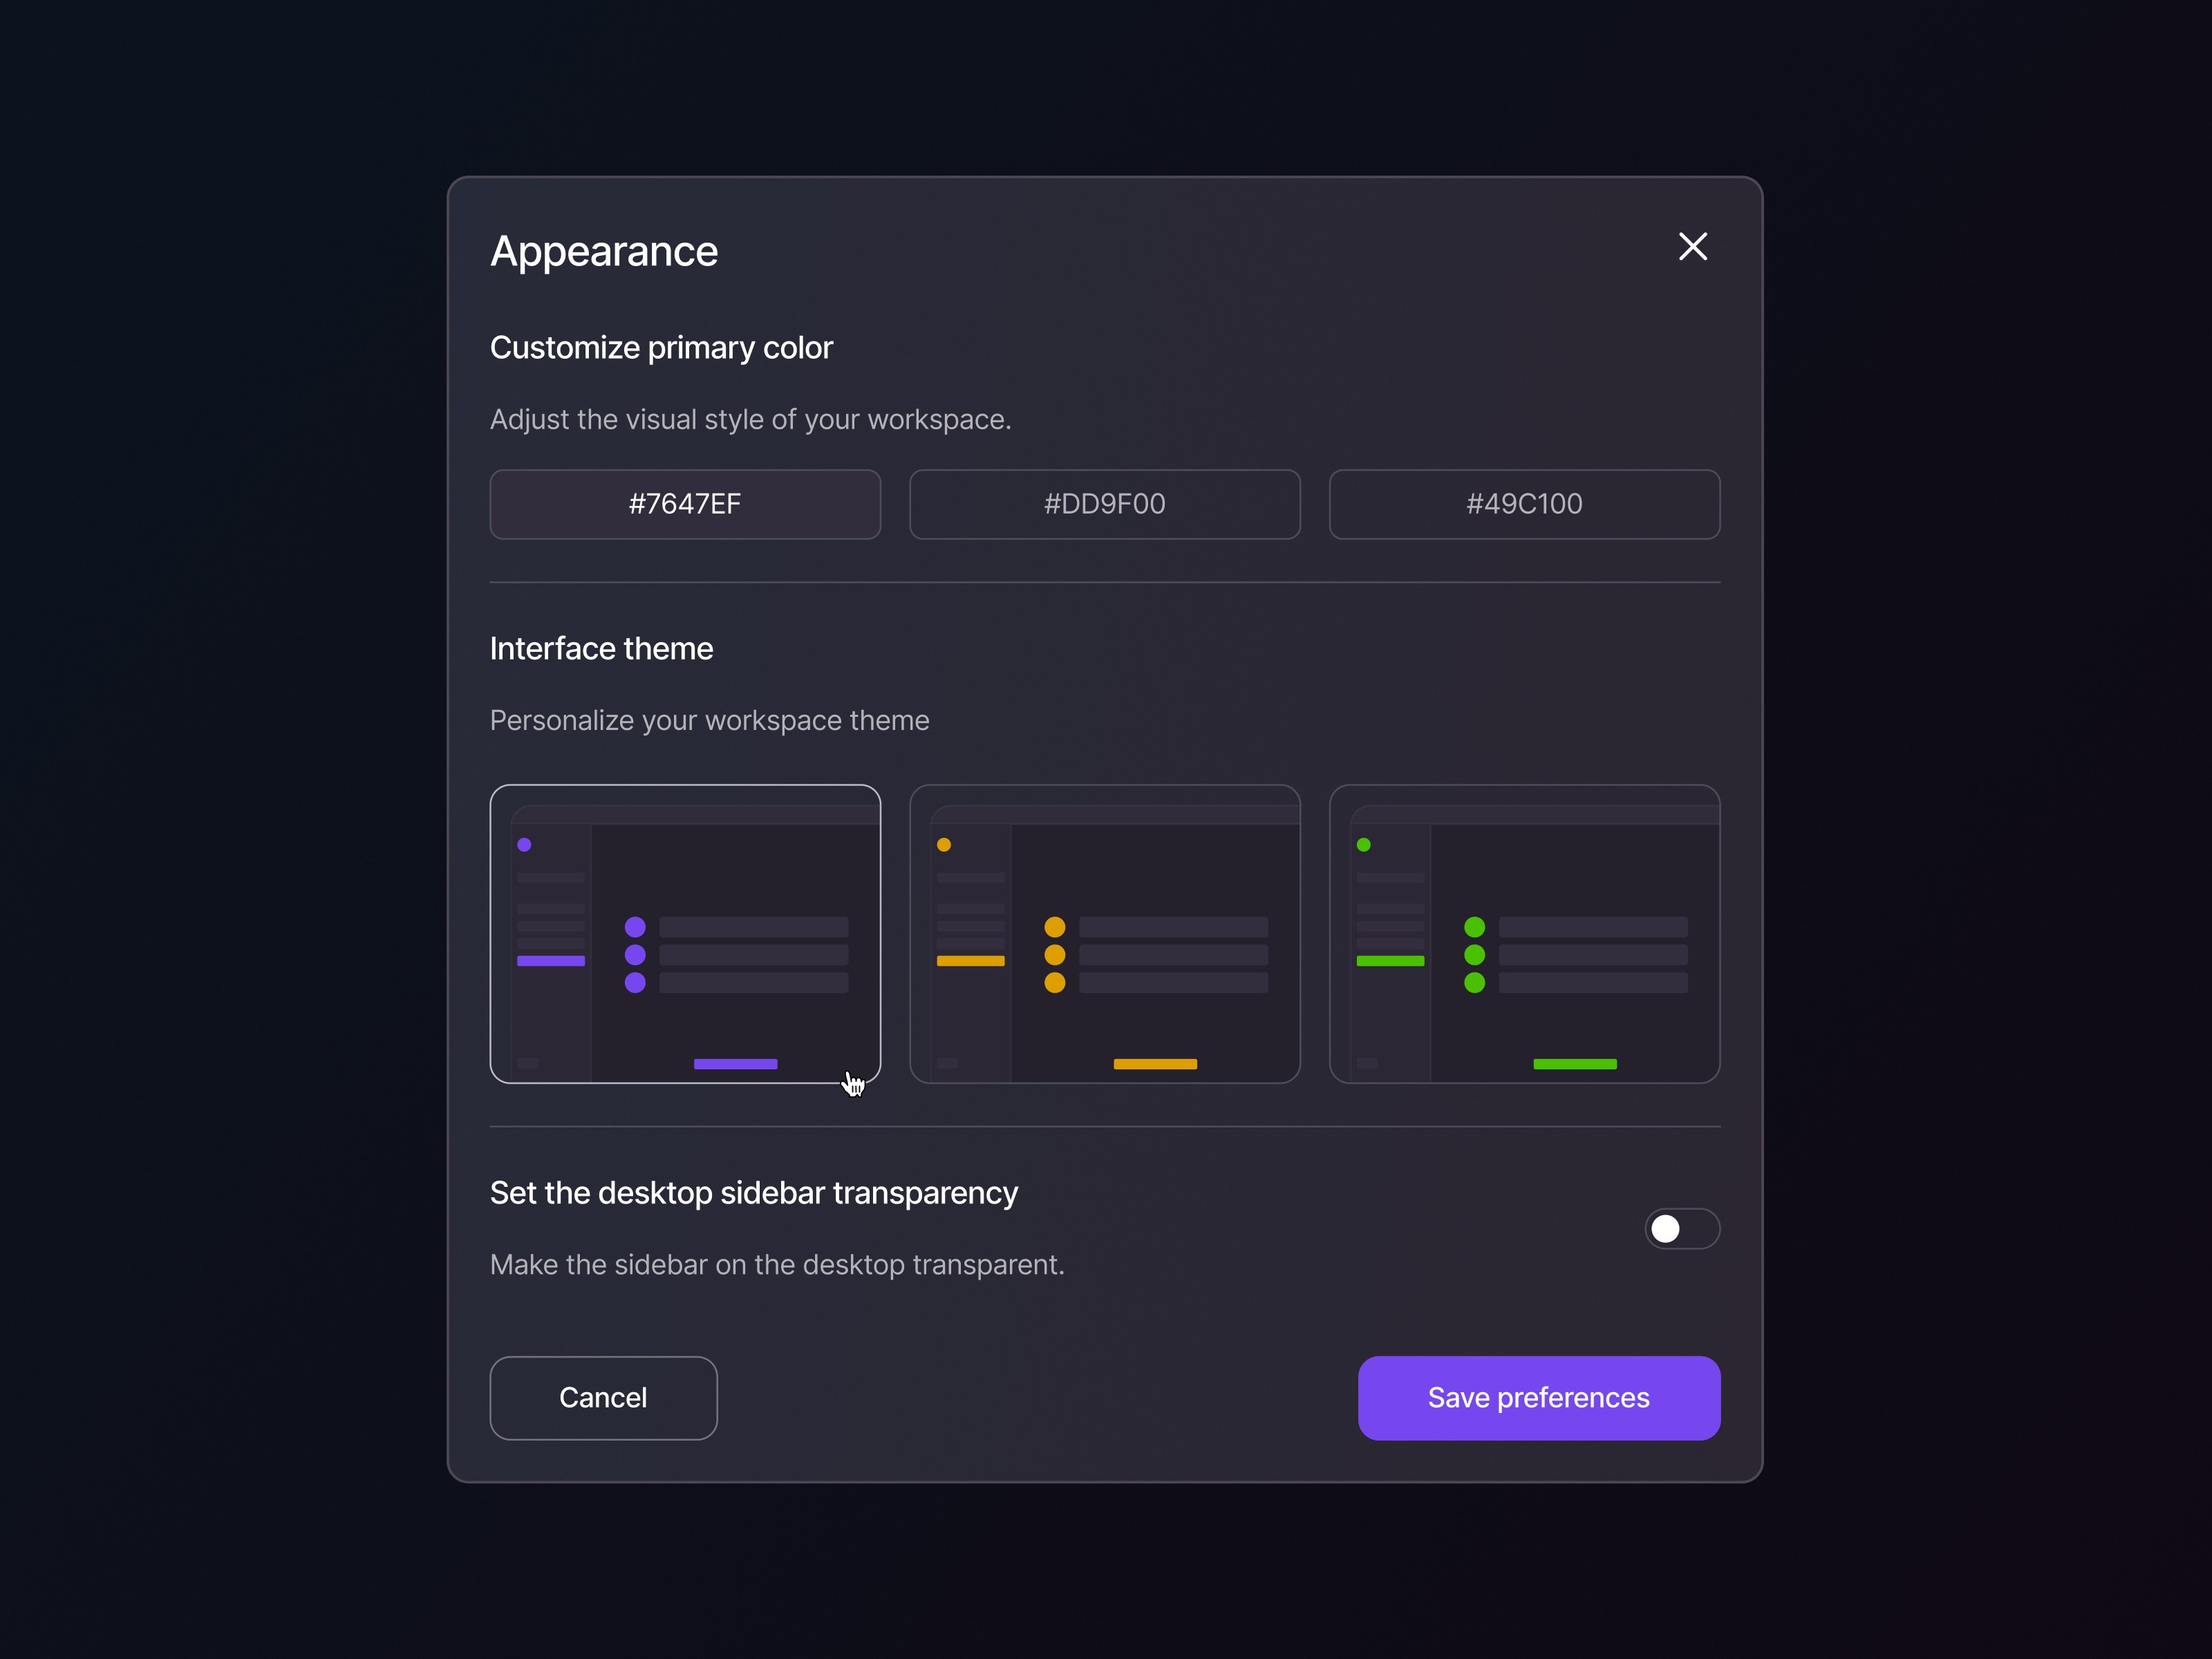 Appearance
Customize primary color
Adjust the visual style of your workspace.
#7647EF
#DD9F00
#49C100
Interface theme
Personalize your workspace theme
Set the desktop sidebar transparency
Make the sidebar on the desktop transparent.
Cancel
Save preferences